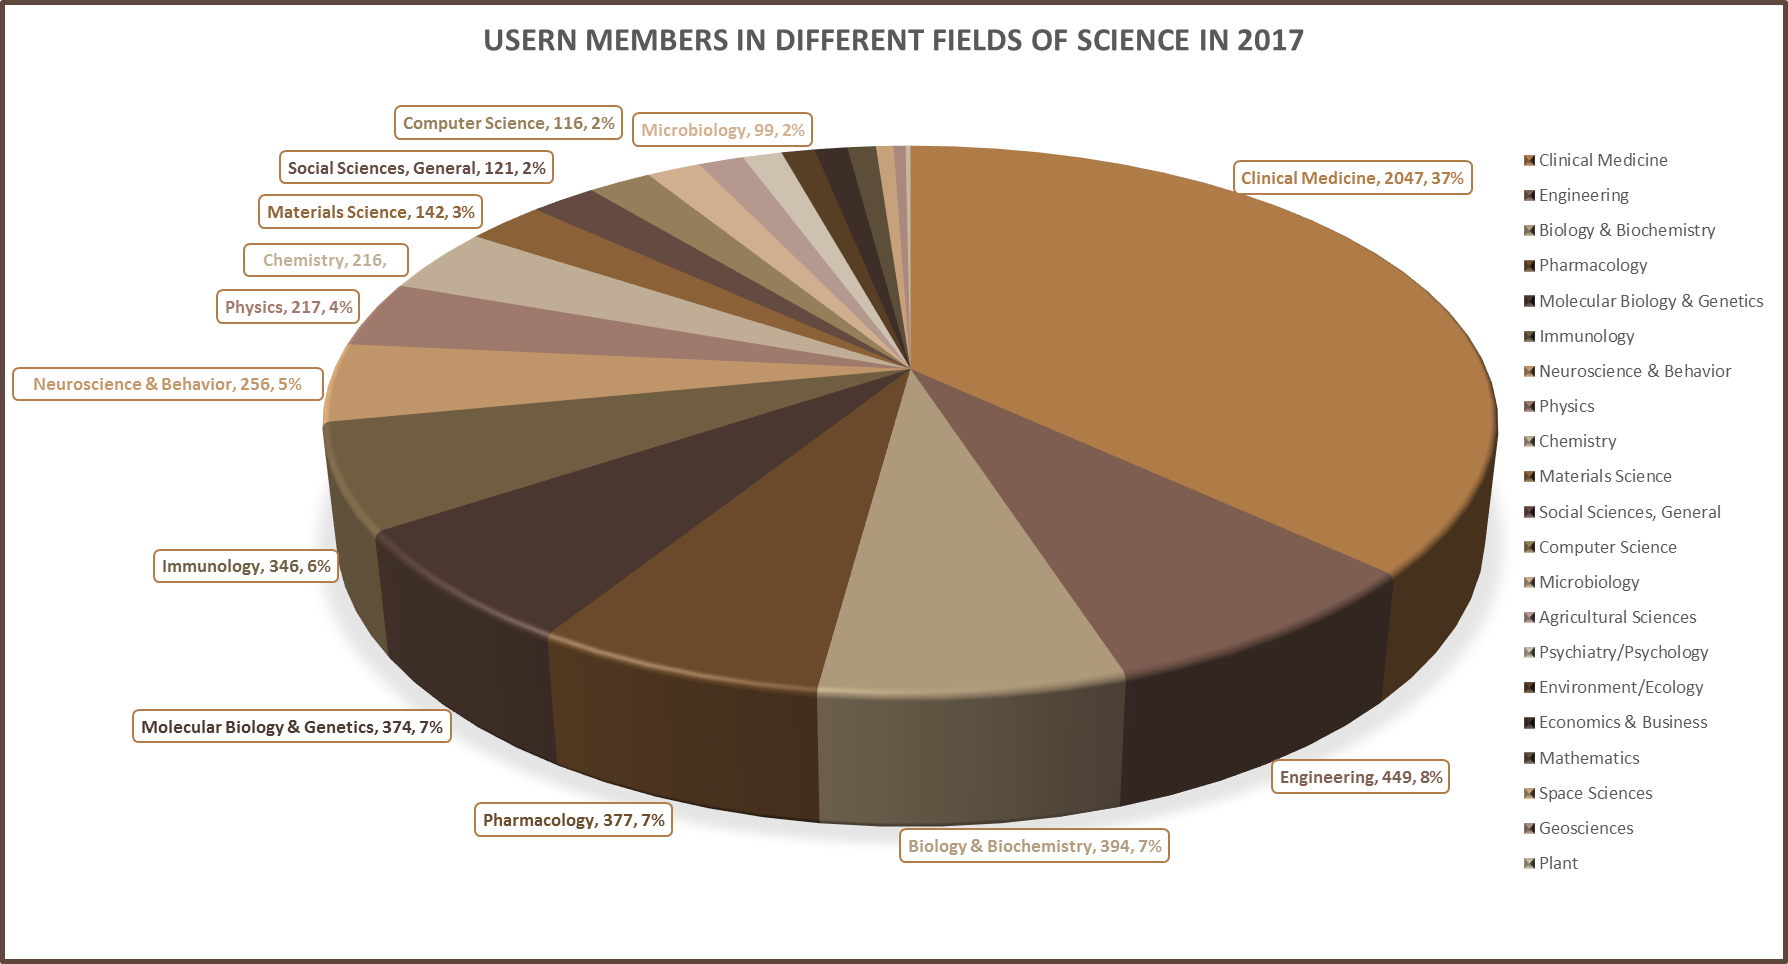 USERN MEMBERS IN DIFFERENT FIELDS OF SCIENCE IN 2017
Computer Science, 116, 2%
Microbiology, 99, 2%
Social Sciences, General, 121, 2%
Clinical Medicine, 2047, 37%
Materials Science, 142, 3%
Chemistry, 216,
Physics, 217, 4%
Neuroscience & Behavior, 256, 5%
Immunology, 346, 6%
Molecular Biology & Genetics, 374, 7%
Engineering, 449, 8%
Pharmacology, 377, 7%
Biology & Biochemistry, 394, 7%
Clinical Medicine
Engineering
Biology & Biochemistry
Pharmacology
Molecular Biology & Genetics
Immunology
Neuroscience & Behavior
Physics
Chemistry
Materials Science
Social Sciences, General
Computer Science
Microbiology
Agricultural Sciences
Psychiatry/Psychology
Environment/Ecology
Economics & Business
Mathematics
Space Sciences
Geosciences
Plant